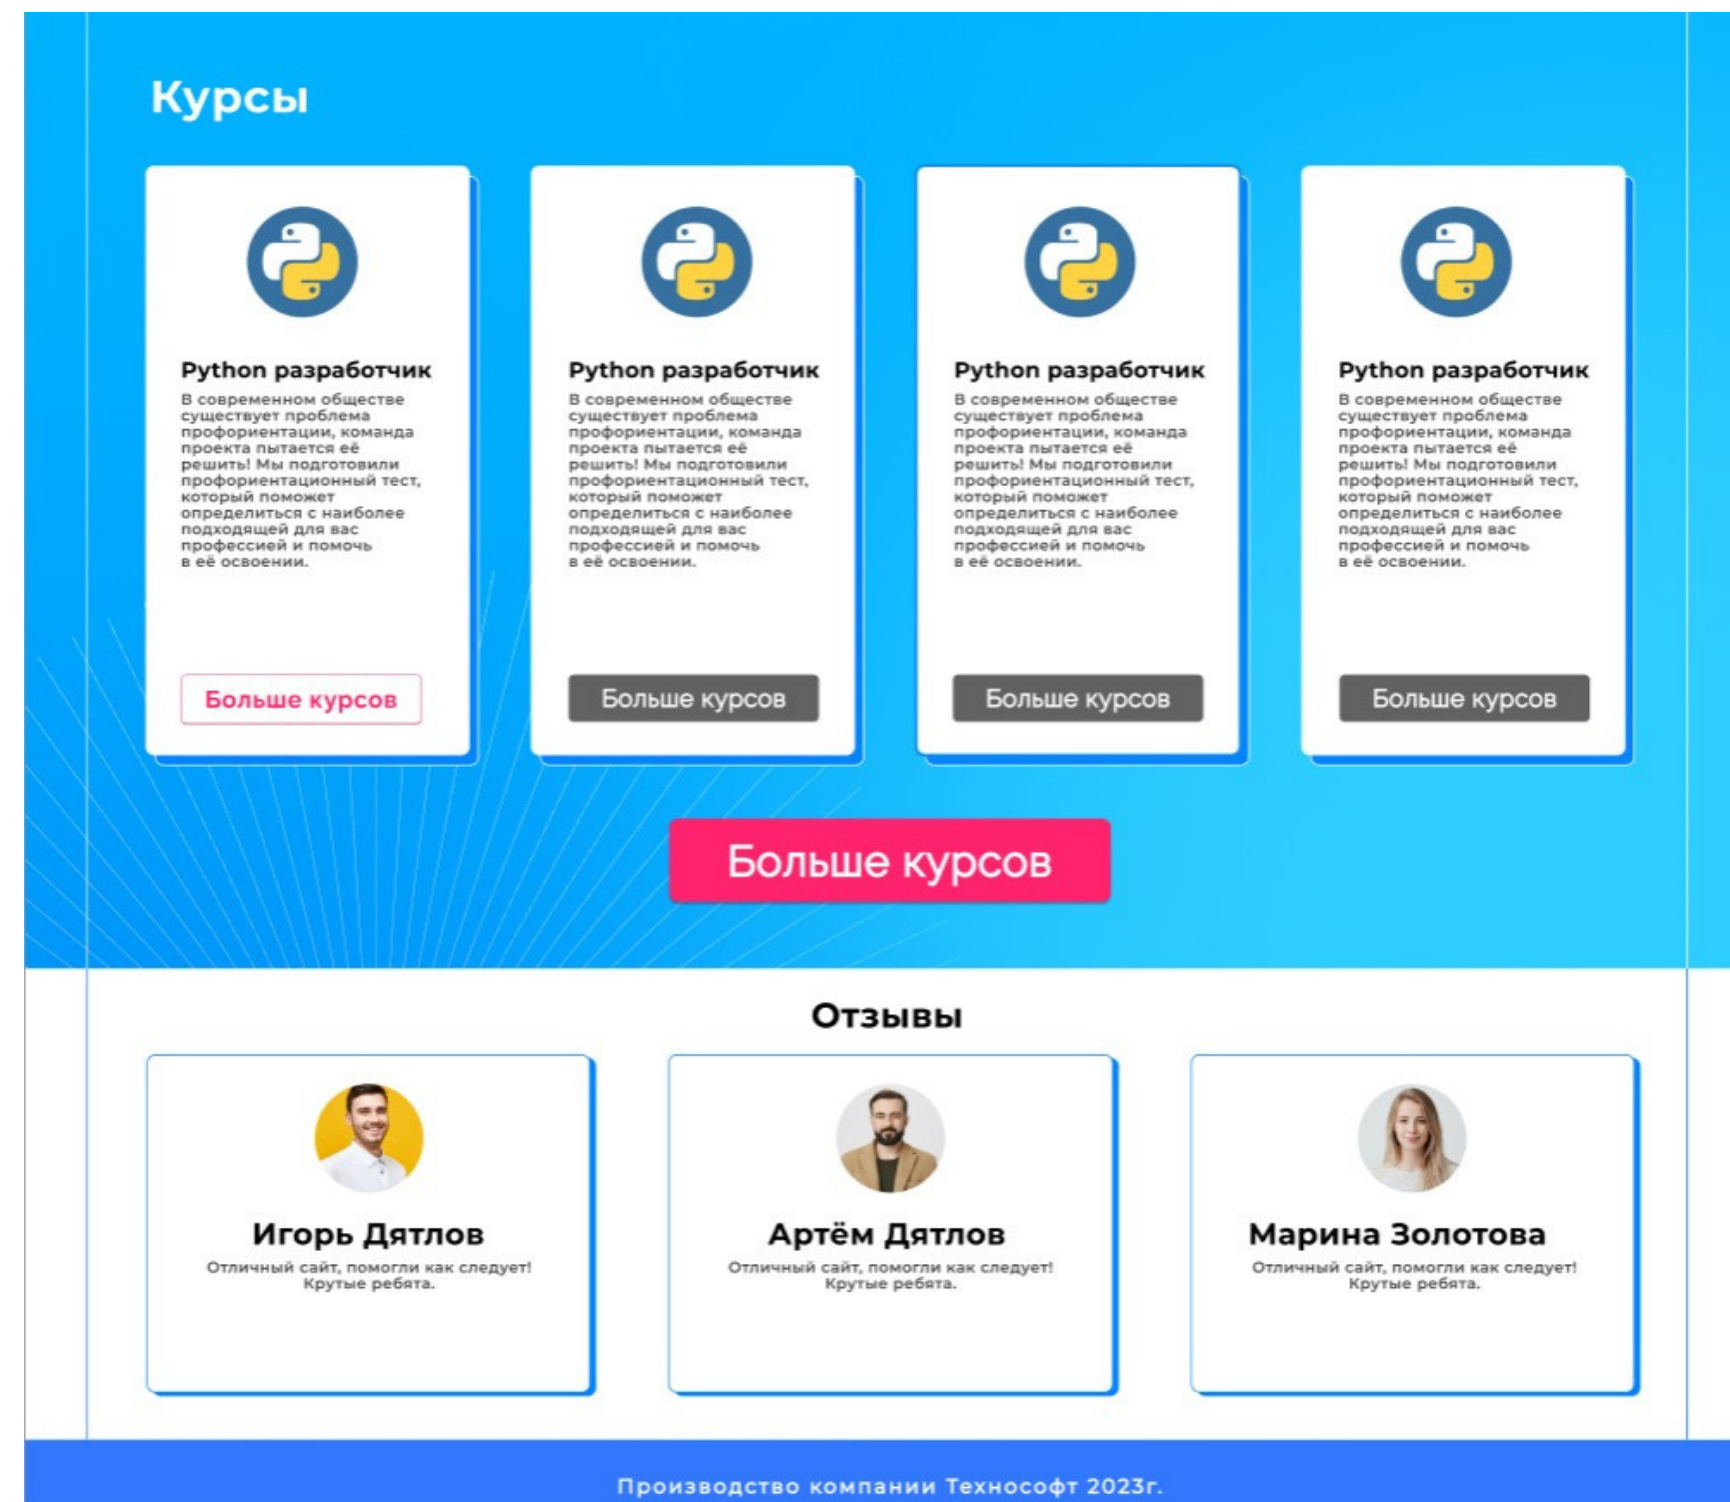 Курсы
Python разработчик
В современном обществе
существует проблема
профориентации, команда
проекта пытается её
решить! Мы подготовили
профориентационный тест,
который поможет
определиться с наиболее
подходящей для вас
профессией и помочь
в её освоении.
Больше курсов
Python разработчик
В современном обществе
существует проблема
профориентации, команда
проекта пытается её
решить! Мы подготовили
профориентационный тест,
который поможет
определиться с наиболее
подходящей для вас
профессией и помочь
в её освоении.
Больше курсов
Python разработчик
В современном обществе
существует проблема
профориентации, команда
проекта пытается её
решить! Мы подготовили
профориентационный тест,
который поможет
определиться с наиболее
подходящей для вас
профессией и помочь
в её освоении.
Больше курсов
Python разработчик
В современном обществе
существует проблема
профориентации, команда
проекта пытается её
решить! Мы подготовили
профориентационный тест,
который поможет
определиться с наиболее
подходящей для вас
профессией и помочь
в её освоении.
Больше курсов
Больше курсов
Отзывы
Игорь Дятлов
Отличный сайт, помогли как следует!
Крутые ребята.
Артём Дятлов
Отличный сайт, помогли как следует!
Крутые ребята.
Марина Золотова
Отличный сайт, помогли как следует!
Крутые ребята.
Производство компании Техносoфт 2023г.